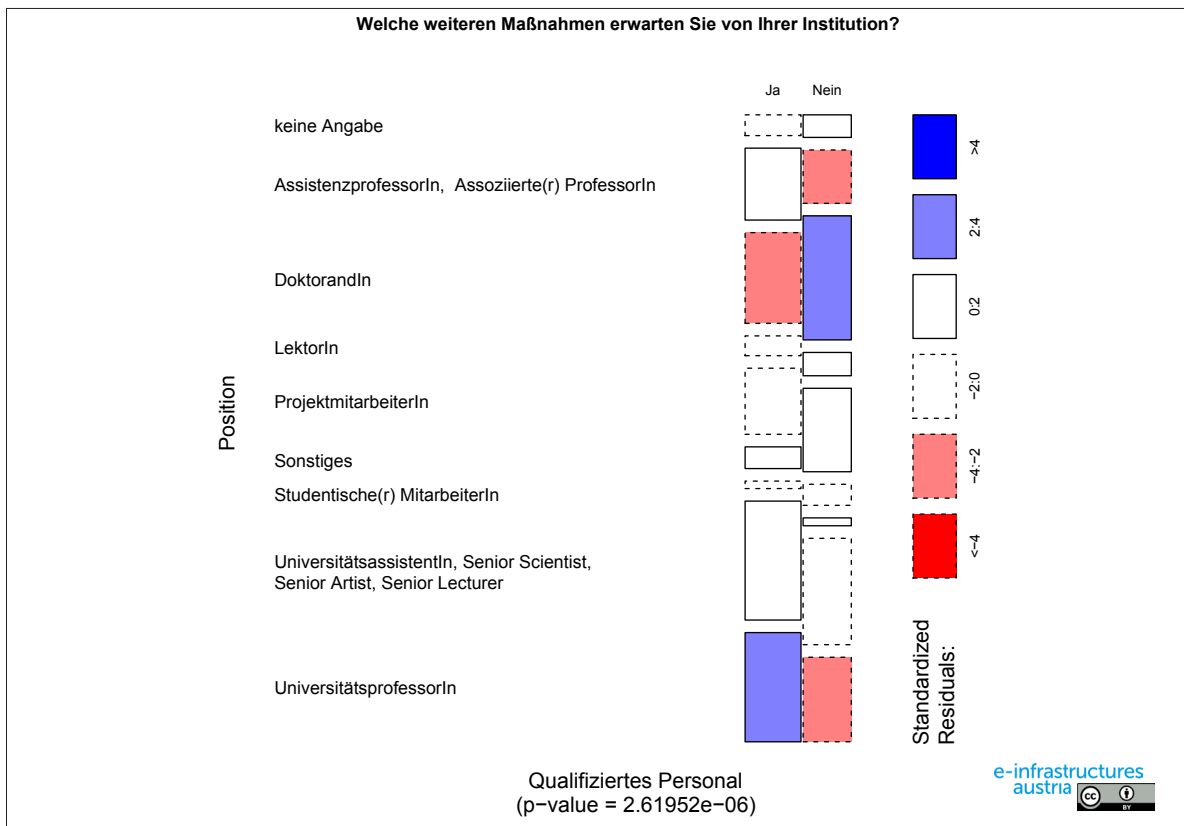 Welche weiteren Maßnahmen erwarten Sie von Ihrer Institution?
Ja
Nein
keine Angabe
AssistenzprofessorIn,  Assoziierte(r) ProfessorIn
DoktorandIn
LektorIn
ProjektmitarbeiterIn
Sonstiges
Studentische(r) MitarbeiterIn
UniversitätsassistentIn, Senior Scientist,
Senior Artist, Senior Lecturer
UniversitätsprofessorIn
Position
>4
2:4
0:2
−2:0
−4:−2
<−4
Standardized
Residuals:
Qualifiziertes Personal
(p−value = 2.61952e−06)
e-infrastructures
austria
cc
BY